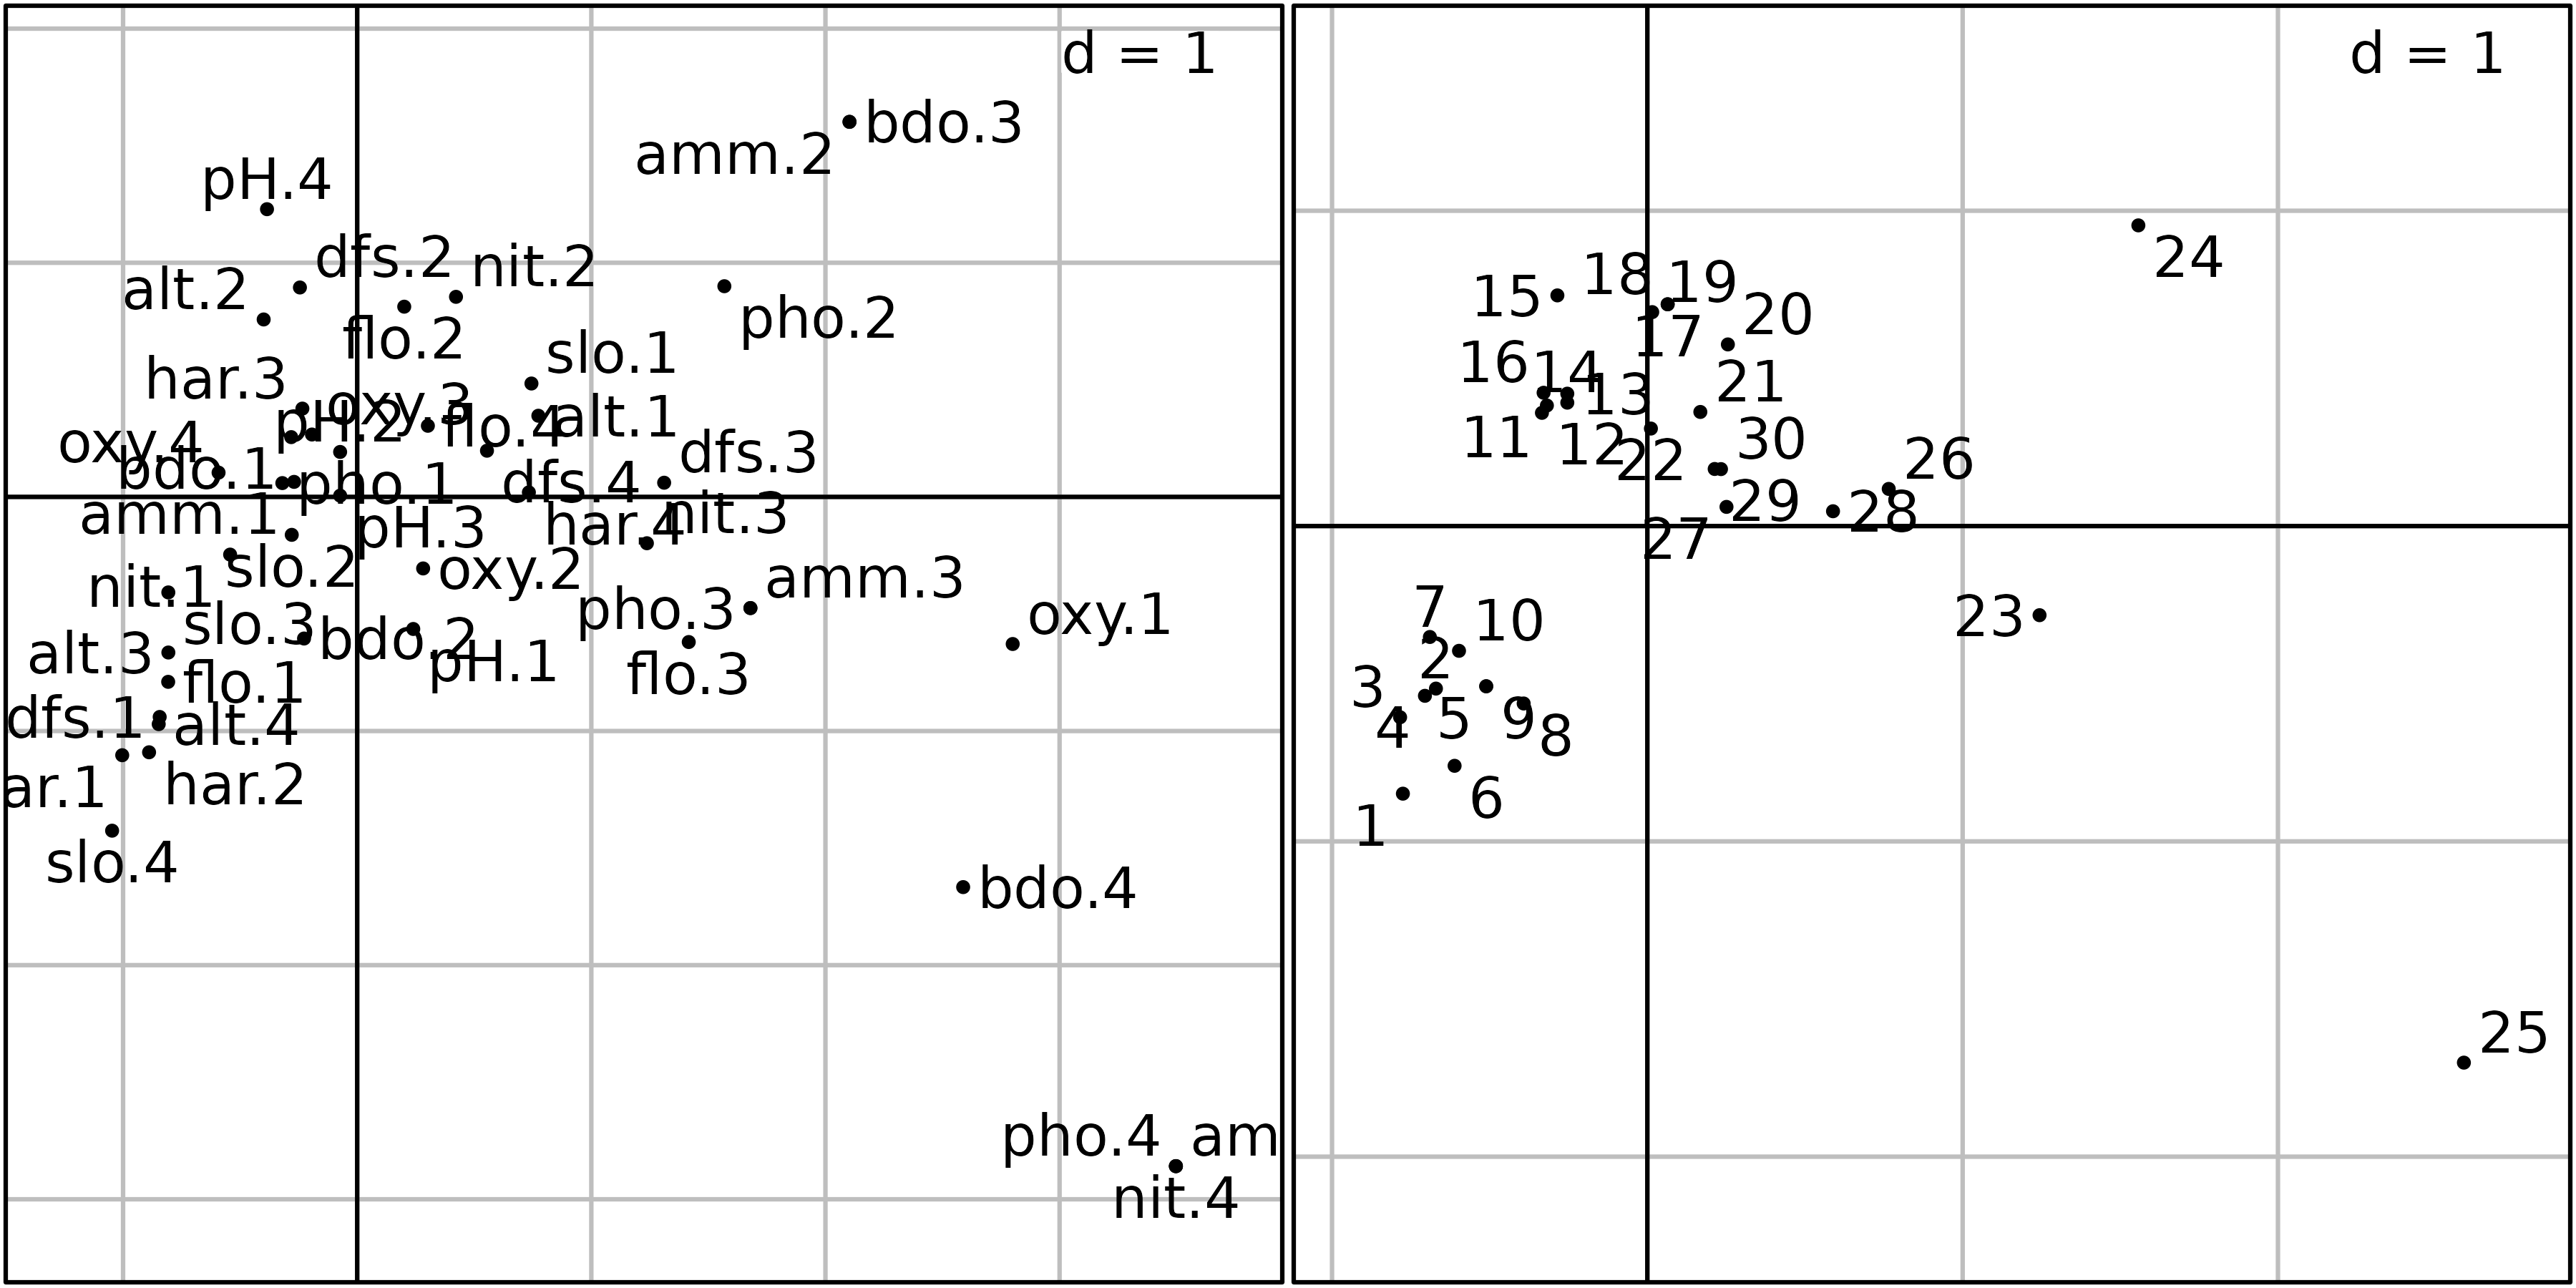 d = 1
bdo.3
amm.2
pH.4
dfs.2
nit.2
alt.2
pho.2
flo.2
slo.1
har.3
oxy.3
pH.2
flo.4
alt.1
oxy.4
bdo.1
dfs.3
pho.1
dfs.4
amm.1
pH.3
har.4
nit.3
slo.2
oxy.2
nit.1
amm.3
slo.3
pho.3
oxy.1
bdo.2
alt.3
pH.1
flo.1
flo.3
dfs.1
alt.4
ar.1
har.2
slo.4
bdo.4
pho.4
am
nit.4
d = 1
24
18
19
15
20
17
16
14
21
13
11
12
22
30
26
29
28
27
7
10
23
2
3
4
5
9
8
6
1
25